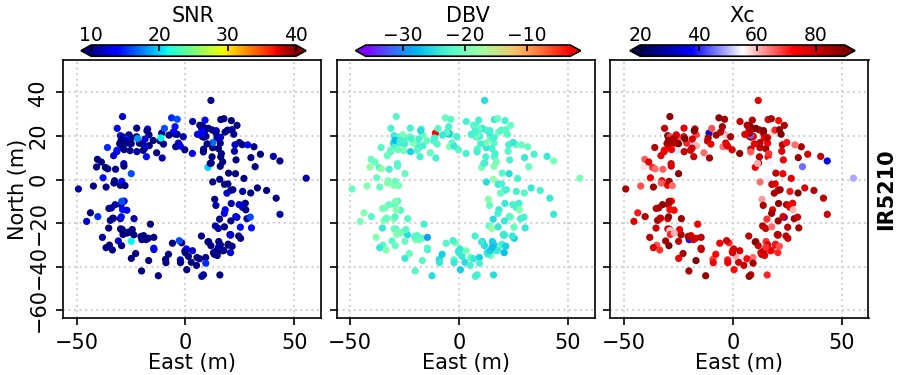 SNR DBV Xc
10 20 30 40 −30 −20 −10 20 40 60 80
40
20
0
−20
−40
−60
North (m)
−50 0 50 −50 0 50 −50 0 50
East (m) East (m) East (m)
IR5210